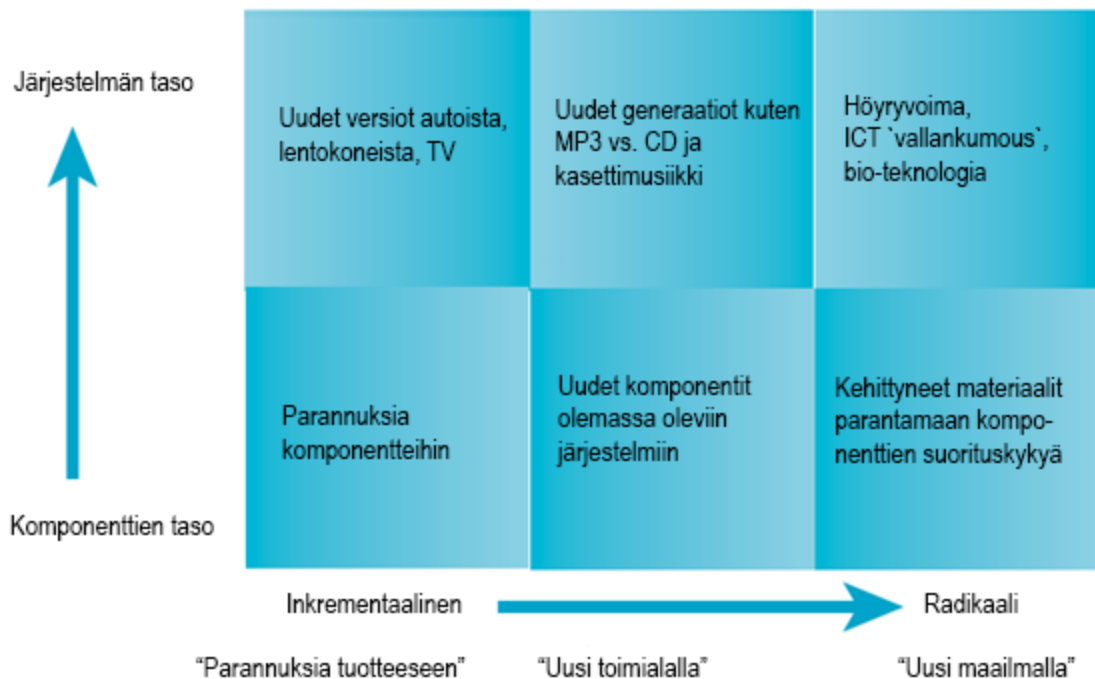 Järjestelmän taso
Uudet versiot autoista,
lentokoneista, TV
Uudet generaatiot kuten
MP3 vs. CD ja
kasettimusiikki
Höyryvoima,
ICT `vallankumous`,
bio-teknologia
Parannuksia
komponentteihin
Uudet komponentit
olemassa oleviin
järjestelmiin
Kehittyneet materiaalit
parantamaan kompo-
nenttien suorituskykyä
Komponenttien taso
Inkrementaalinen
Radikaali
“Parannuksia tuotteeseen”
“Uusi toimialalla”
“Uusi maailmalla”